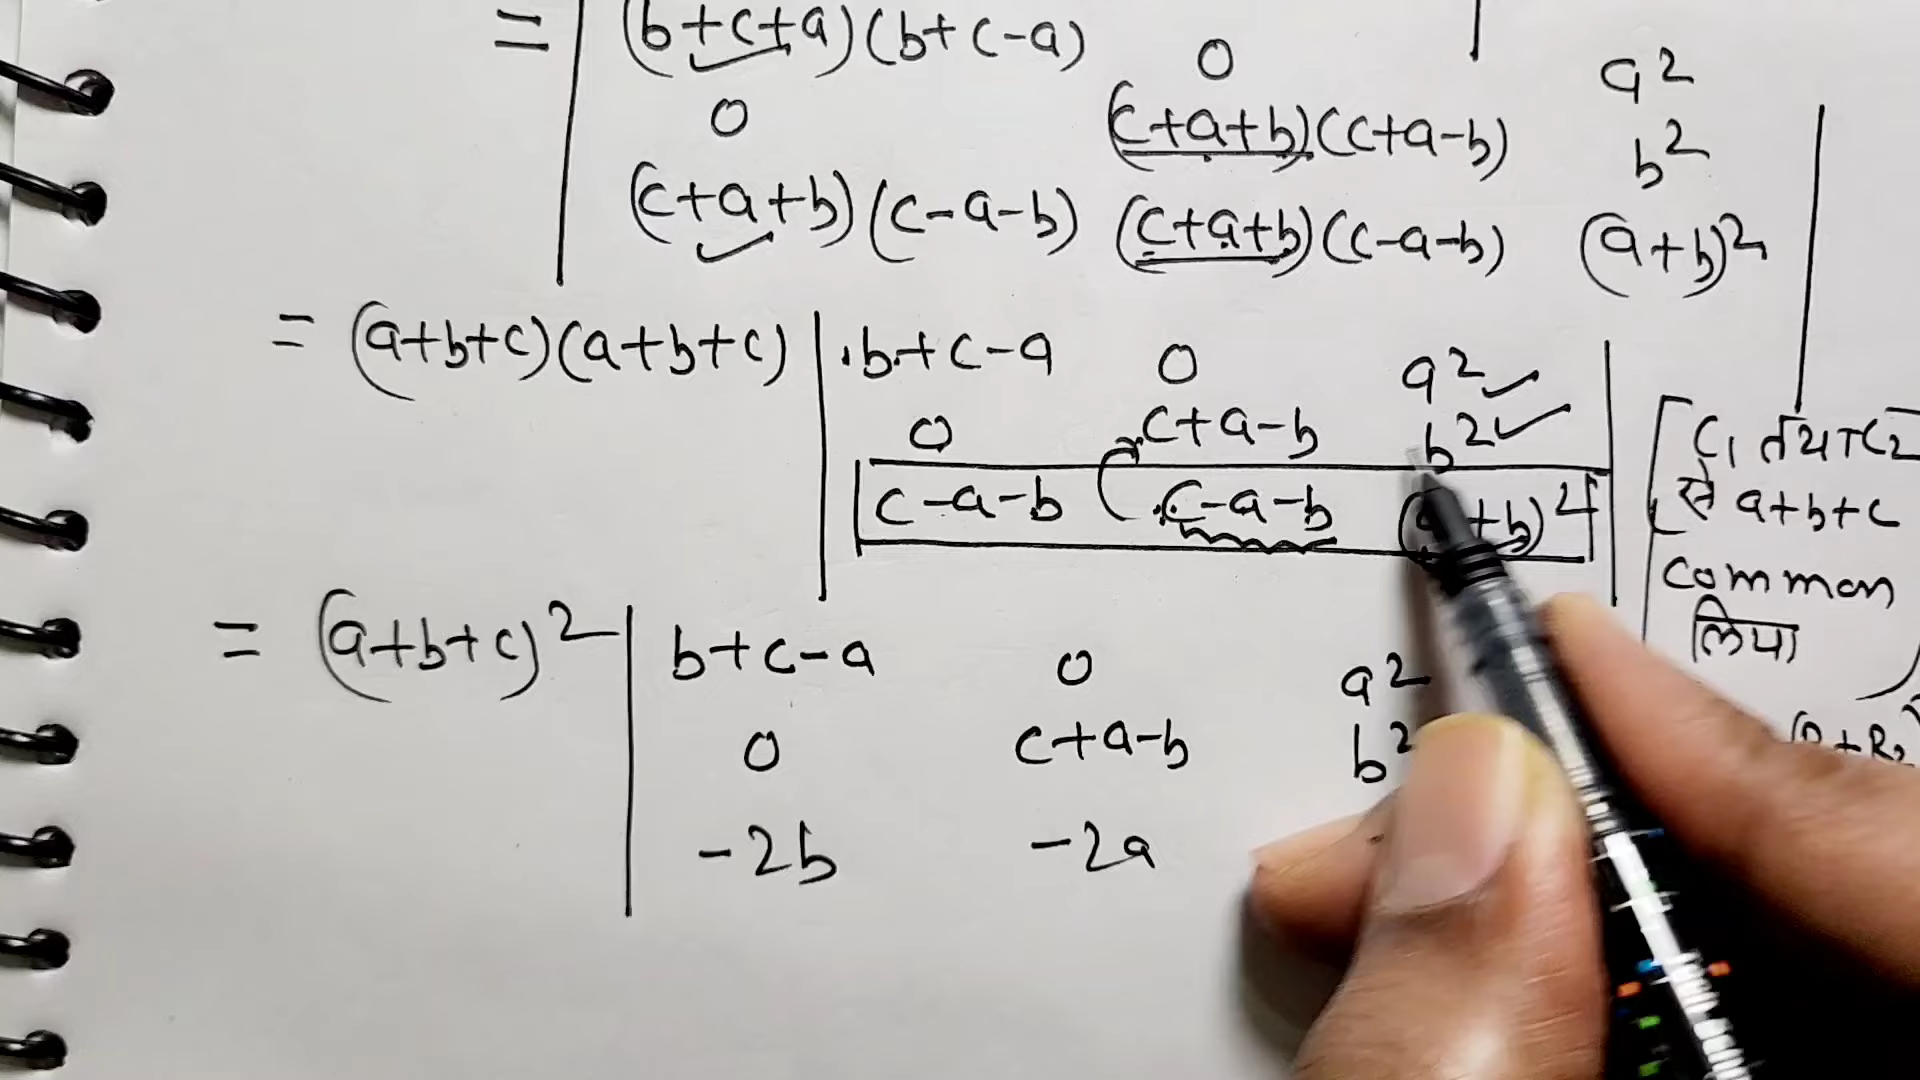 = | (b+c+a)(b+c-a) 0 a² |
0 (c+a+b)(c+a-b) b²
(c+a+b)(c-a-b) (c+a+b)(c-a-b) (a+b)²
= (a+b+c)(a+b+c) | b+c-a 0 a² |
0 c+a-b b²
c-a-b c-a-b (a+b)²
[C₁ तथा C₂
से a+b+c
common
लिया
= (a+b+c)² | b+c-a 0 a²
0 c+a-b b²
-2b -2a